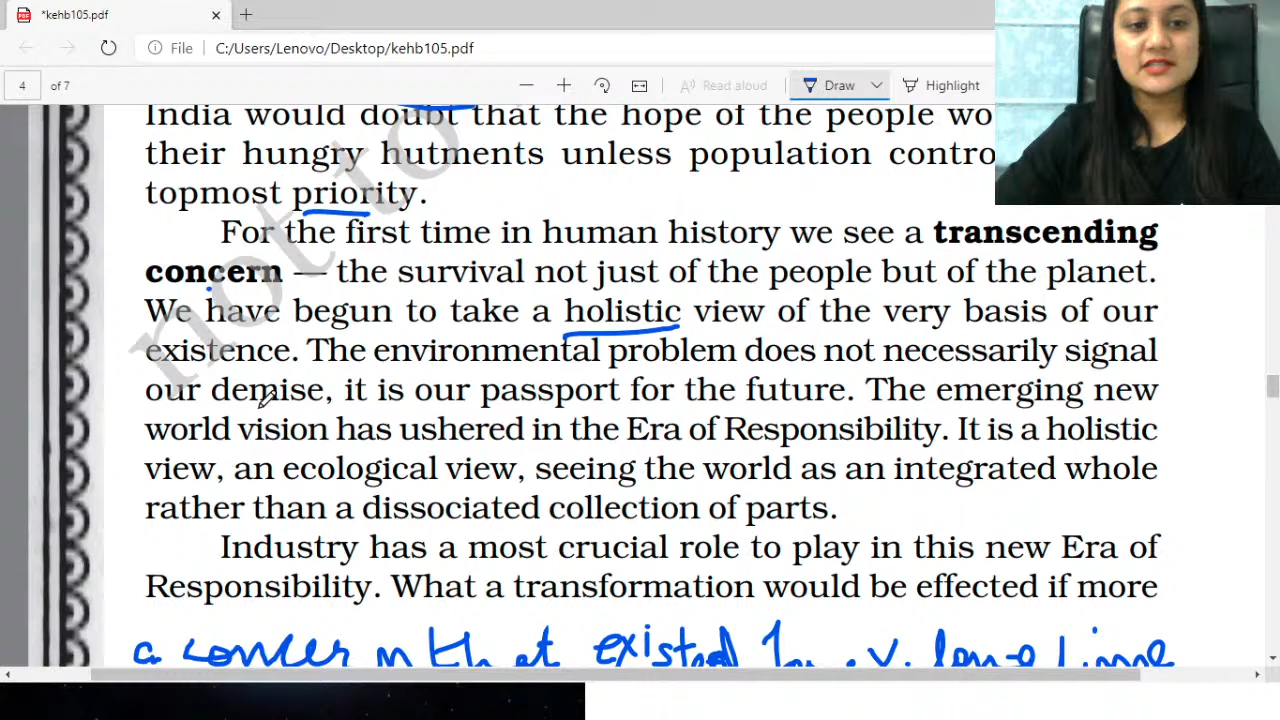 *kehb105.pdf
File C:/Users/Lenovo/Desktop/kehb105.pdf
4 of 7 Read aloud Draw Highlight
India would doubt that the hope of the people wo
their hungry hutments unless population contro
topmost priority.
For the first time in human history we see a transcending
concern — the survival not just of the people but of the planet.
We have begun to take a holistic view of the very basis of our
existence. The environmental problem does not necessarily signal
our demise, it is our passport for the future. The emerging new
world vision has ushered in the Era of Responsibility. It is a holistic
view, an ecological view, seeing the world as an integrated whole
rather than a dissociated collection of parts.
Industry has a most crucial role to play in this new Era of
Responsibility. What a transformation would be effected if more
a concern that existed for v. long time
not to